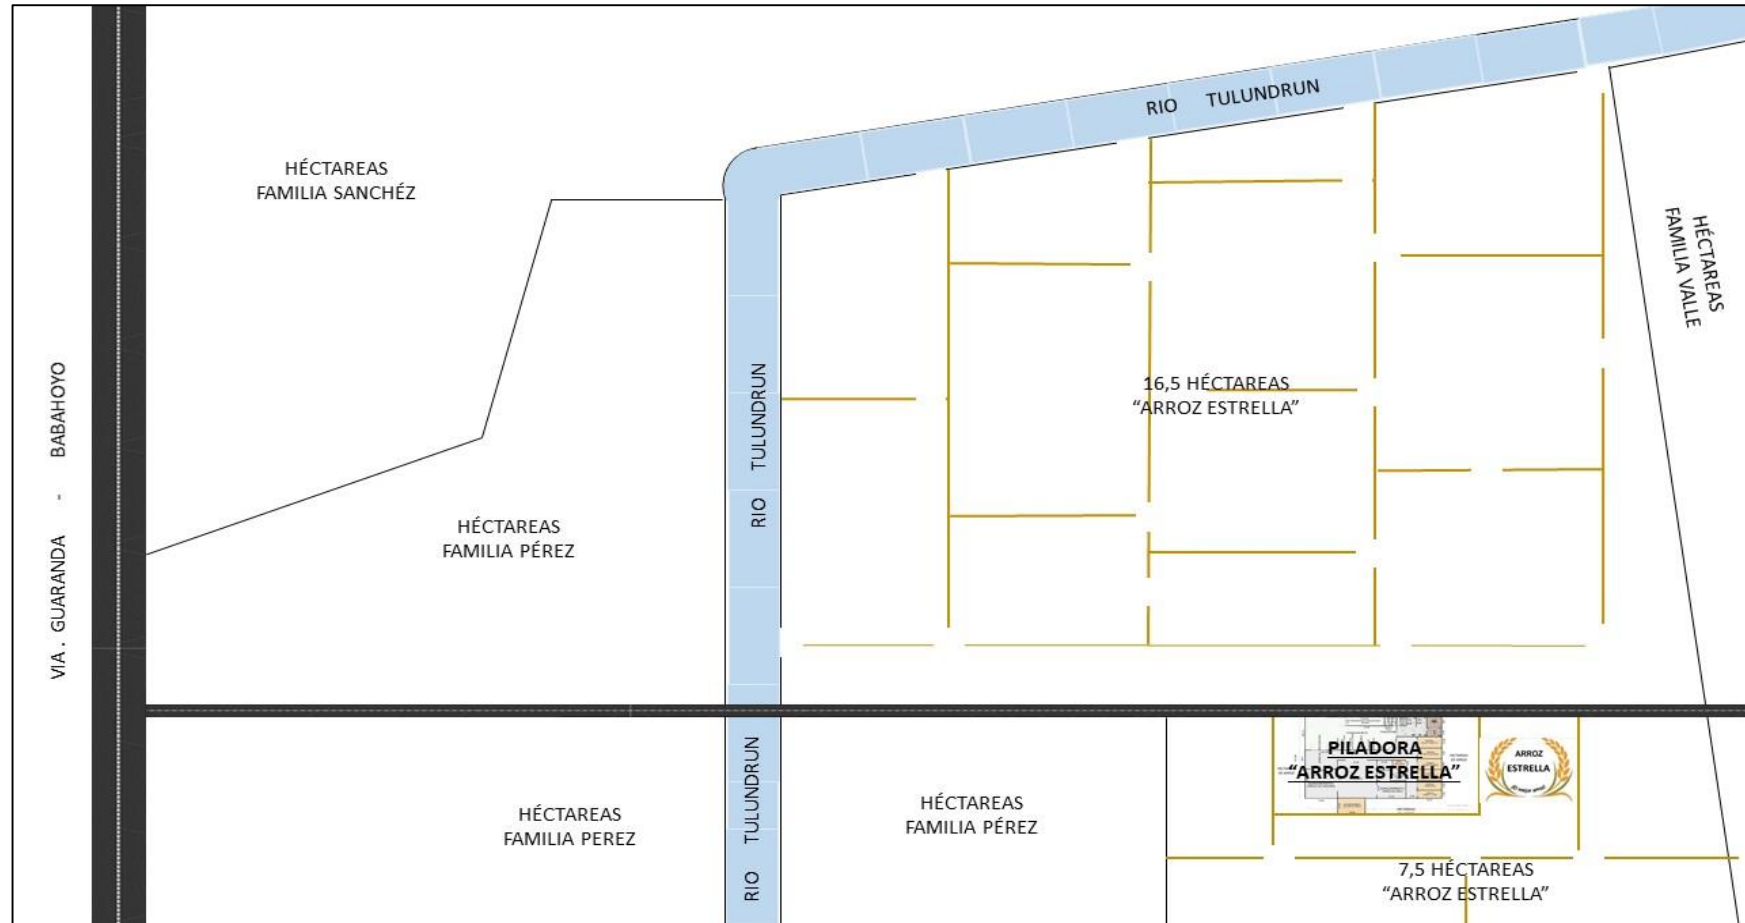 RIO TULUNDRUN
HÉCTAREAS
FAMILIA SANCHÉZ
HÉCTAREAS
FAMILIA VALLE
16,5 HÉCTAREAS
“ARROZ ESTRELLA”
VIA . GUARANDA - BABAHOYO
RIO TULUNDRUN
HÉCTAREAS
FAMILIA PÉREZ
RIO TULUNDRUN
HÉCTAREAS
FAMILIA PEREZ
HÉCTAREAS
FAMILIA PÉREZ
PILADORA
“ARROZ ESTRELLA”
ARROZ
ESTRELLA
7,5 HÉCTAREAS
“ARROZ ESTRELLA”